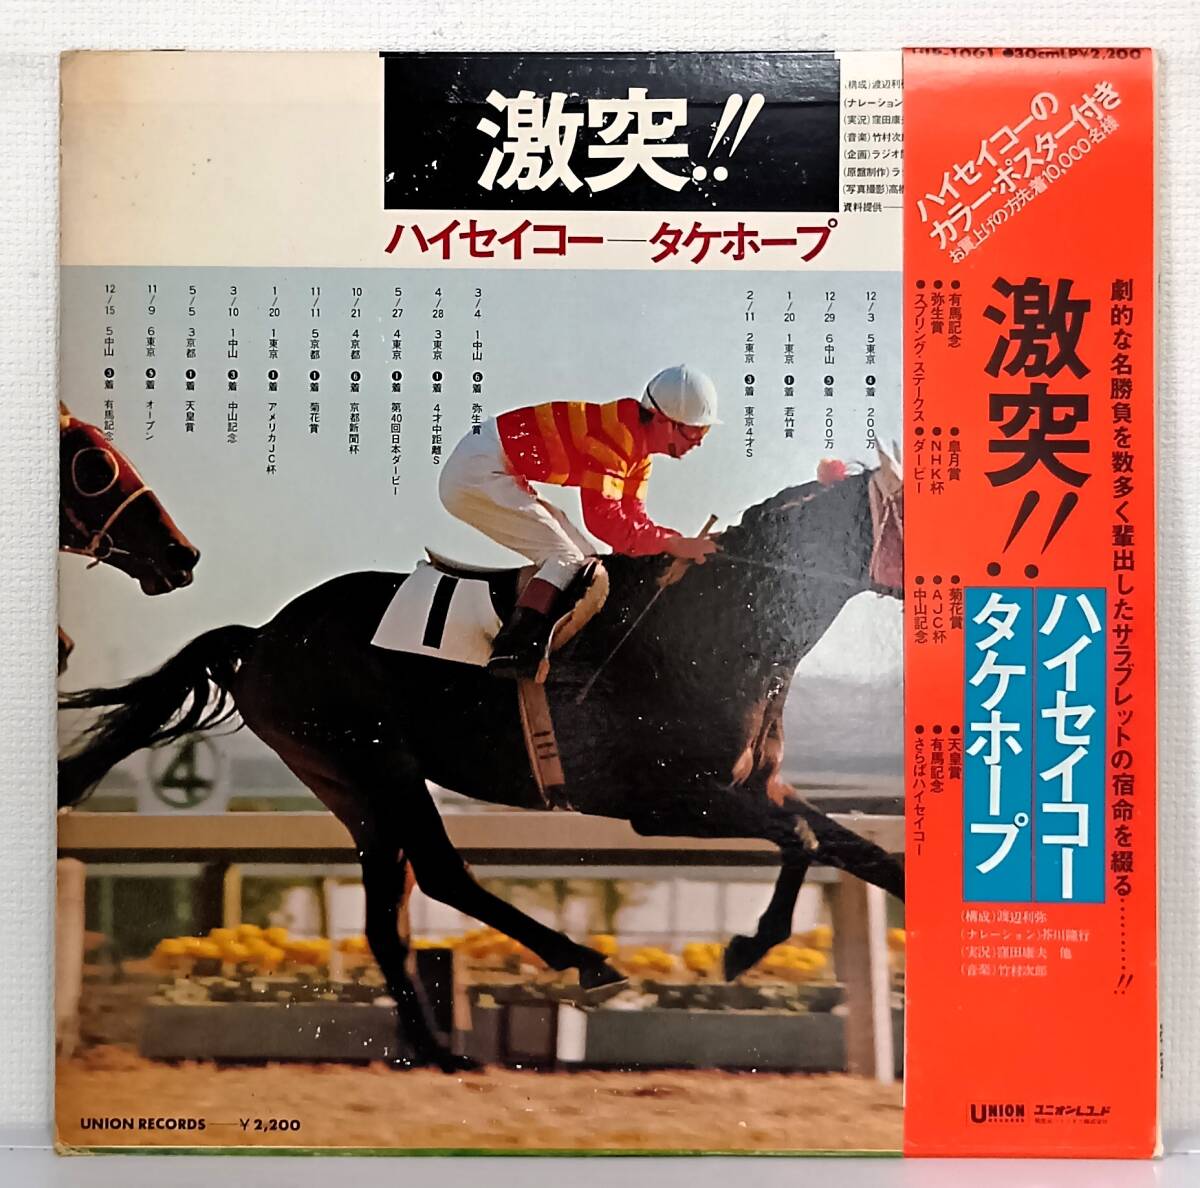 激突!!
ハイセイコー―タケホープ
(構成)渡辺利
(ナレーション
(実況)窪田康
(音楽)竹村次
(企画)ラジオ
(原盤制作)ラ
(写真撮影)高
資料提供――
12/3 5東京 ❹着 200万
12/29 6中山 ❺着 200万
1/20 1東京 ❶着 若竹賞
2/11 2東京 ❸着 東京4才S
3/4 1中山 ❻着 弥生賞
4/28 3東京 ❶着 4才中距離S
5/27 4東京 ❶着 第40回日本ダービー
10/21 4京都 ❻着 京都新聞杯
11/11 5京都 ❶着 菊花賞
1/20 1東京 ❶着 アメリカJC杯
3/10 1中山 ❸着 中山記念
5/5 3京都 ❶着 天皇賞
11/9 6東京 ❺着 オープン
12/15 5中山 ❸着 有馬記念
1
4
UNION RECORDS――¥2,200
1061 ●30cmLP¥2,200
ハイセイコーの
カラー・ポスター付き
お買上げの方先着10,000名様
劇的な名勝負を数多く輩出したサラブレットの宿命を綴る………!!
激突!!
ハイセイコー
タケホープ
●有馬記念 ●皐月賞 ●菊花賞 ●天皇賞
●弥生賞 ●NHK杯 ●AJC杯 ●有馬記念
●スプリング・ステークス ●ダービー ●中山記念 ●さらばハイセイコー
(構成)渡辺利弥
(ナレーション)芥川隆行
(実況)窪田康夫 他
(音楽)竹村次郎
UNION
RECORDS
ユニオンレコード